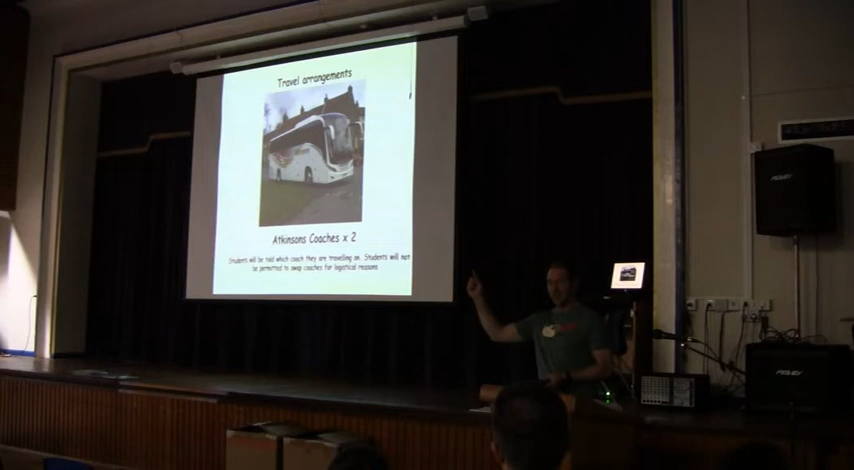 Travel arrangements
Atkinsons Coaches x 2
Students will be told which coach they are travelling on. Students will not
be permitted to swap coaches for logistical reasons
PEAVEY
PEAVEY